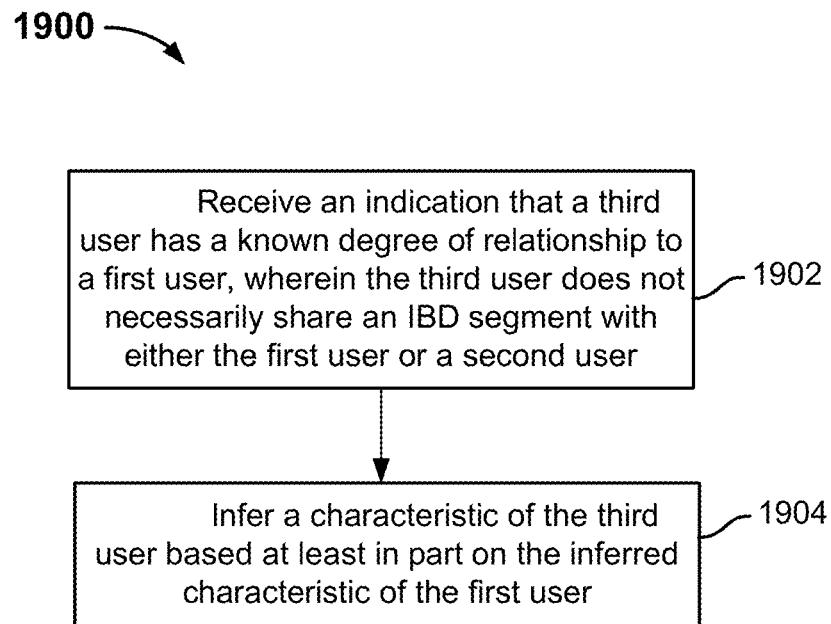 1900
Receive an indication that a third
user has a known degree of relationship to
a first user, wherein the third user does not
necessarily share an IBD segment with
either the first user or a second user
1902
Infer a characteristic of the third
user based at least in part on the inferred
characteristic of the first user
1904